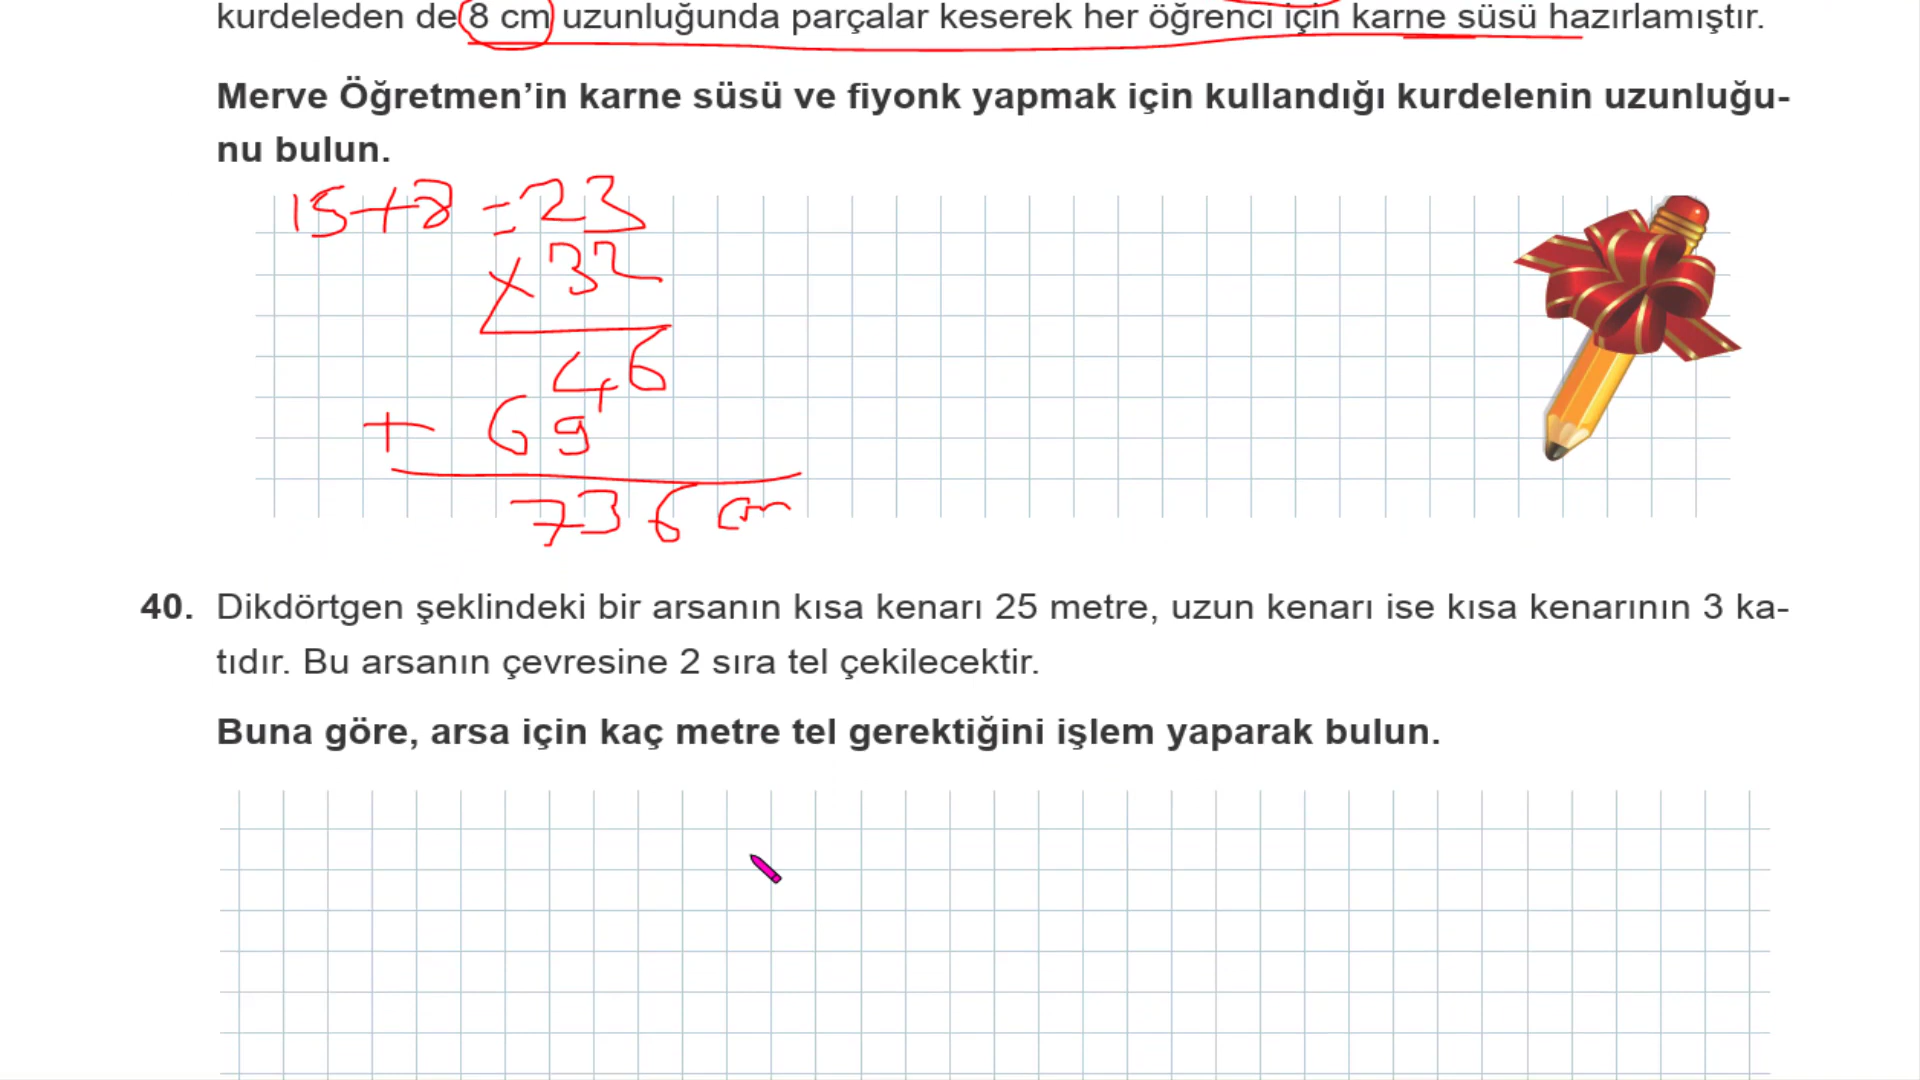 kurdeleden de 8 cm uzunluğunda parçalar keserek her öğrenci için karne süsü hazırlamıştır.
Merve Öğretmen’in karne süsü ve fiyonk yapmak için kullandığı kurdelenin uzunluğu-
nu bulun.
15+8=23
x 32
46
+ 69
736 cm
40. Dikdörtgen şeklindeki bir arsanın kısa kenarı 25 metre, uzun kenarı ise kısa kenarının 3 ka-
tıdır. Bu arsanın çevresine 2 sıra tel çekilecektir.
Buna göre, arsa için kaç metre tel gerektiğini işlem yaparak bulun.